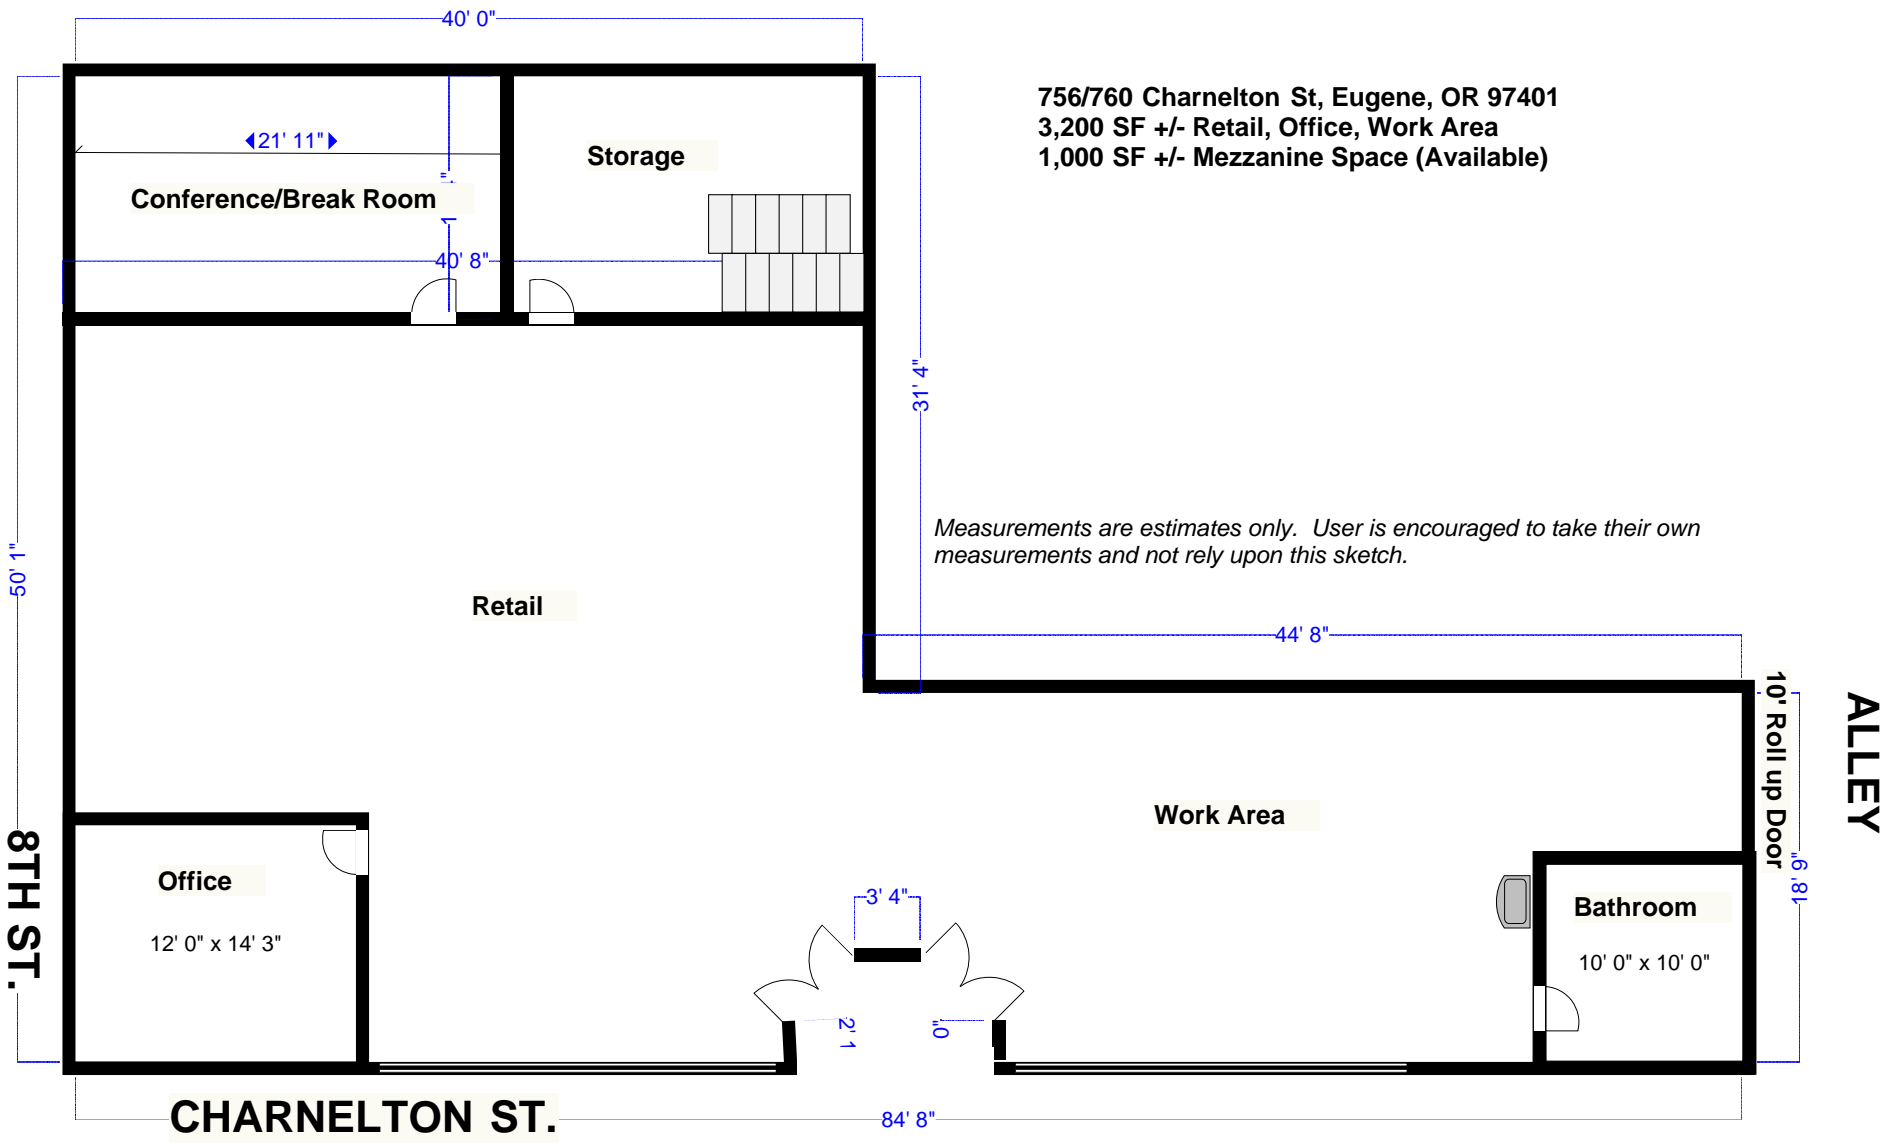 40' 0"
756/760 Charnelton St, Eugene, OR 97401
3,200 SF +/- Retail, Office, Work Area
1,000 SF +/- Mezzanine Space (Available)
21' 11"
Storage
Conference/Break Room
40' 8"
31' 4"
50' 1"
Measurements are estimates only. User is encouraged to take their own
measurements and not rely upon this sketch.
Retail
44' 8"
10' Roll up Door
ALLEY
Work Area
8TH ST.
Office
12' 0" x 14' 3"
3' 4"
18' 9"
Bathroom
10' 0" x 10' 0"
2' 1
0"
CHARNELTON ST.
84' 8"